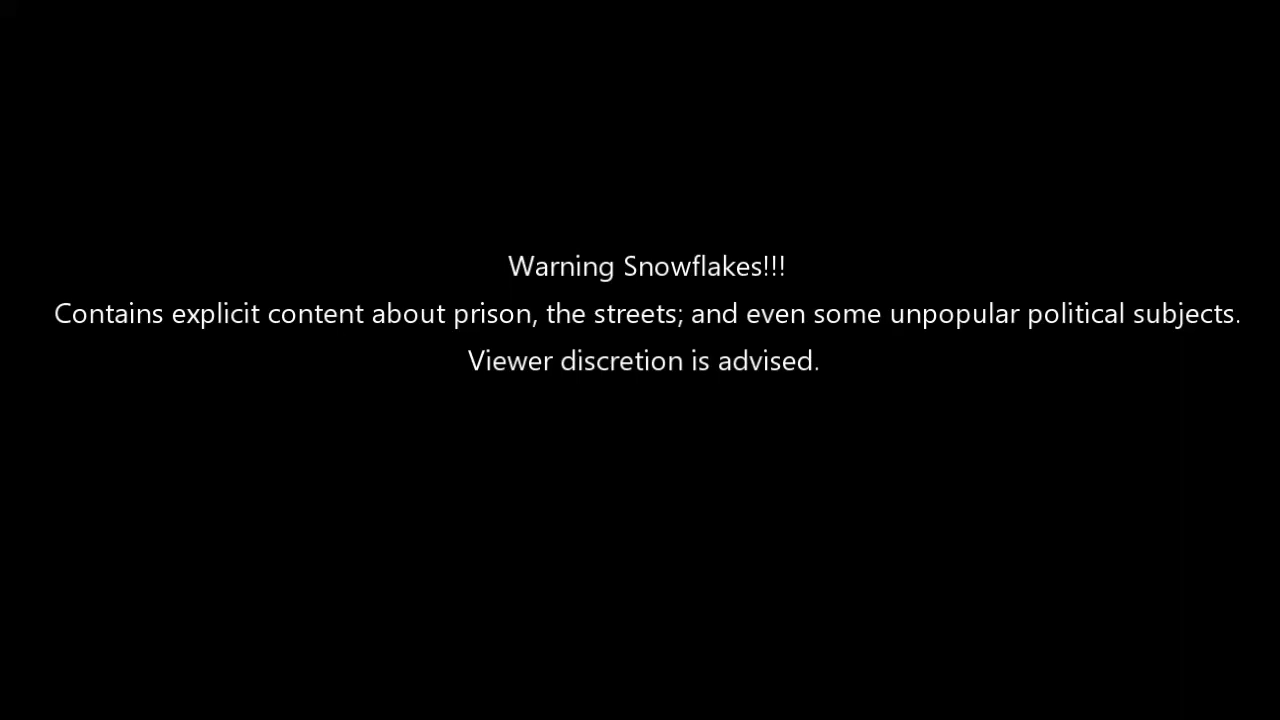 Warning Snowflakes!!!
Contains explicit content about prison, the streets; and even some unpopular political subjects.
Viewer discretion is advised.